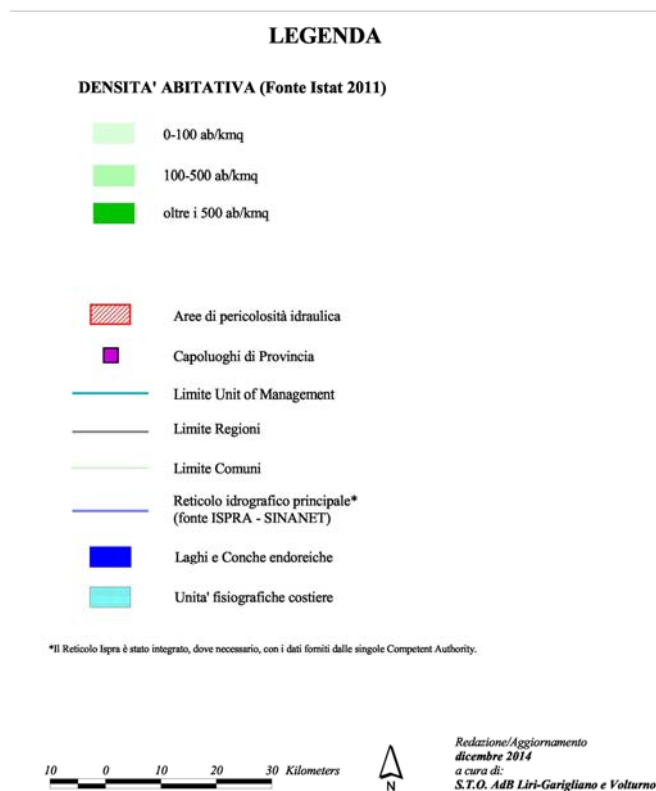 LEGENDA
DENSITA' ABITATIVA (Fonte Istat 2011)
0-100 ab/kmq
100-500 ab/kmq
oltre i 500 ab/kmq
Aree di pericolosità idraulica
Capoluoghi di Provincia
Limite Unit of Management
Limite Regioni
Limite Comuni
Reticolo idrografico principale*
(fonte ISPRA - SINANET)
Laghi e Conche endoreiche
Unita' fisiografiche costiere
*Il Reticolo Ispra è stato integrato, dove necessario, con i dati forniti dalle singole Competent Authority.
10 0 10 20 30 Kilometers
N
Redazione/Aggiornamento
dicembre 2014
a cura di:
S.T.O. AdB Liri-Garigliano e Volturno